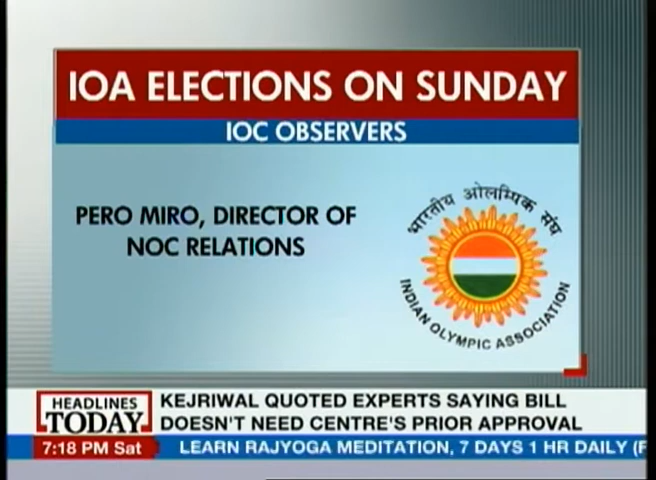 IOA ELECTIONS ON SUNDAY
IOC OBSERVERS
PERO MIRO, DIRECTOR OF
NOC RELATIONS
भारतीय ओलम्पिक संघ
INDIAN OLYMPIC ASSOCIATION
HEADLINES
TODAY
KEJRIWAL QUOTED EXPERTS SAYING BILL
DOESN'T NEED CENTRE'S PRIOR APPROVAL
7:18 PM Sat
LEARN RAJYOGA MEDITATION, 7 DAYS 1 HR DAILY (F